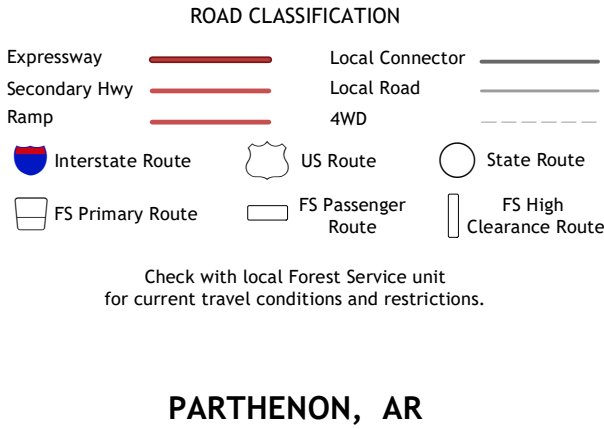 ROAD CLASSIFICATION
Expressway
Local Connector
Secondary Hwy
Local Road
Ramp
4WD
Interstate Route
US Route
State Route
FS Primary Route
FS Passenger
Route
FS High
Clearance Route
Check with local Forest Service unit
for current travel conditions and restrictions.
PARTHENON, AR